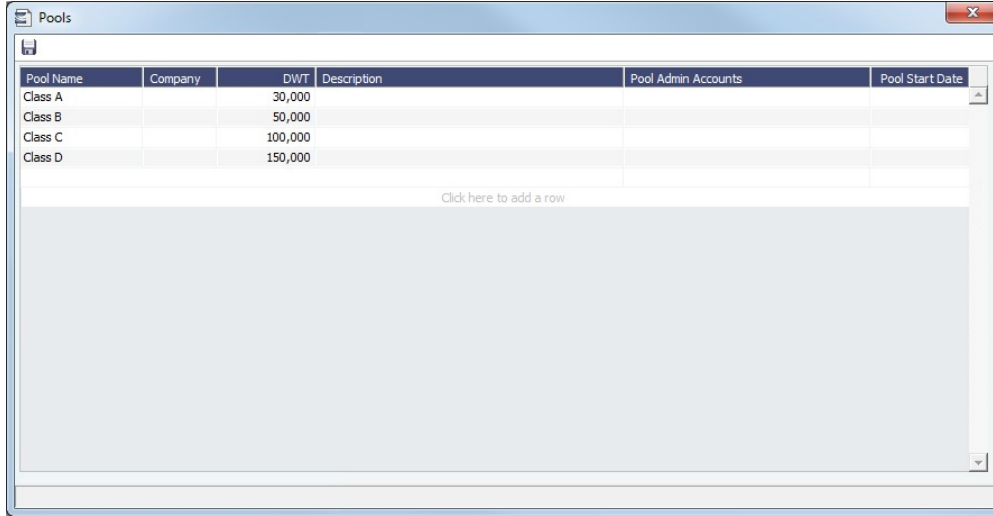 Pools
Pool Name Company DWT Description Pool Admin Accounts Pool Start Date
Class A 30,000
Class B 50,000
Class C 100,000
Class D 150,000
Click here to add a row